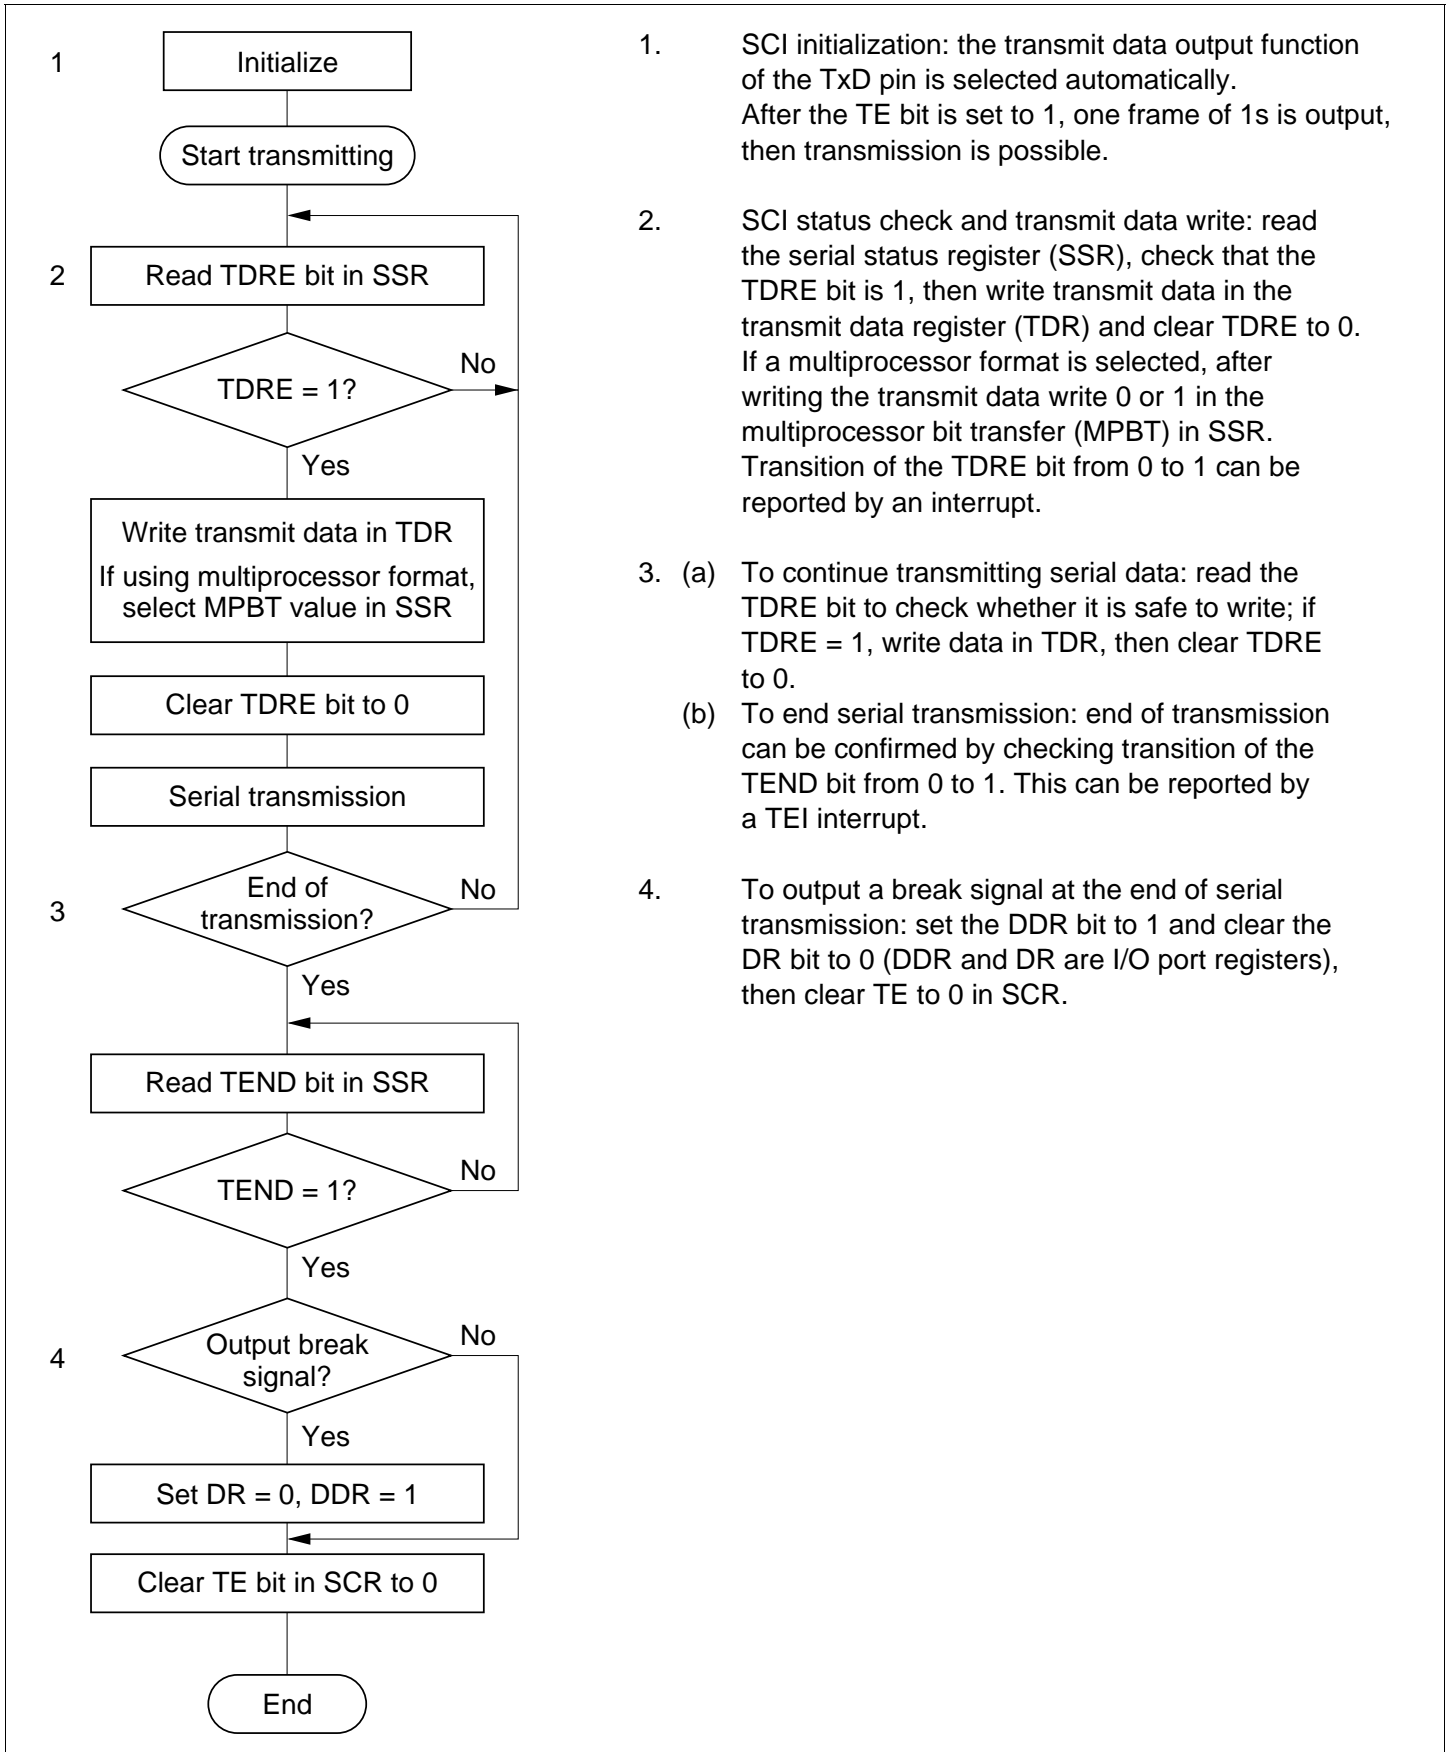 1
Initialize
Start transmitting
2
Read TDRE bit in SSR
TDRE = 1?
No
Yes
Write transmit data in TDR
If using multiprocessor format,
select MPBT value in SSR
Clear TDRE bit to 0
Serial transmission
3
End of
transmission?
No
Yes
Read TEND bit in SSR
TEND = 1?
No
Yes
4
Output break
signal?
No
Yes
Set DR = 0, DDR = 1
Clear TE bit in SCR to 0
End
1. SCI initialization: the transmit data output function
of the TxD pin is selected automatically.
After the TE bit is set to 1, one frame of 1s is output,
then transmission is possible.
2. SCI status check and transmit data write: read
the serial status register (SSR), check that the
TDRE bit is 1, then write transmit data in the
transmit data register (TDR) and clear TDRE to 0.
If a multiprocessor format is selected, after
writing the transmit data write 0 or 1 in the
multiprocessor bit transfer (MPBT) in SSR.
Transition of the TDRE bit from 0 to 1 can be
reported by an interrupt.
3. (a) To continue transmitting serial data: read the
TDRE bit to check whether it is safe to write; if
TDRE = 1, write data in TDR, then clear TDRE
to 0.
(b) To end serial transmission: end of transmission
can be confirmed by checking transition of the
TEND bit from 0 to 1. This can be reported by
a TEI interrupt.
4. To output a break signal at the end of serial
transmission: set the DDR bit to 1 and clear the
DR bit to 0 (DDR and DR are I/O port registers),
then clear TE to 0 in SCR.